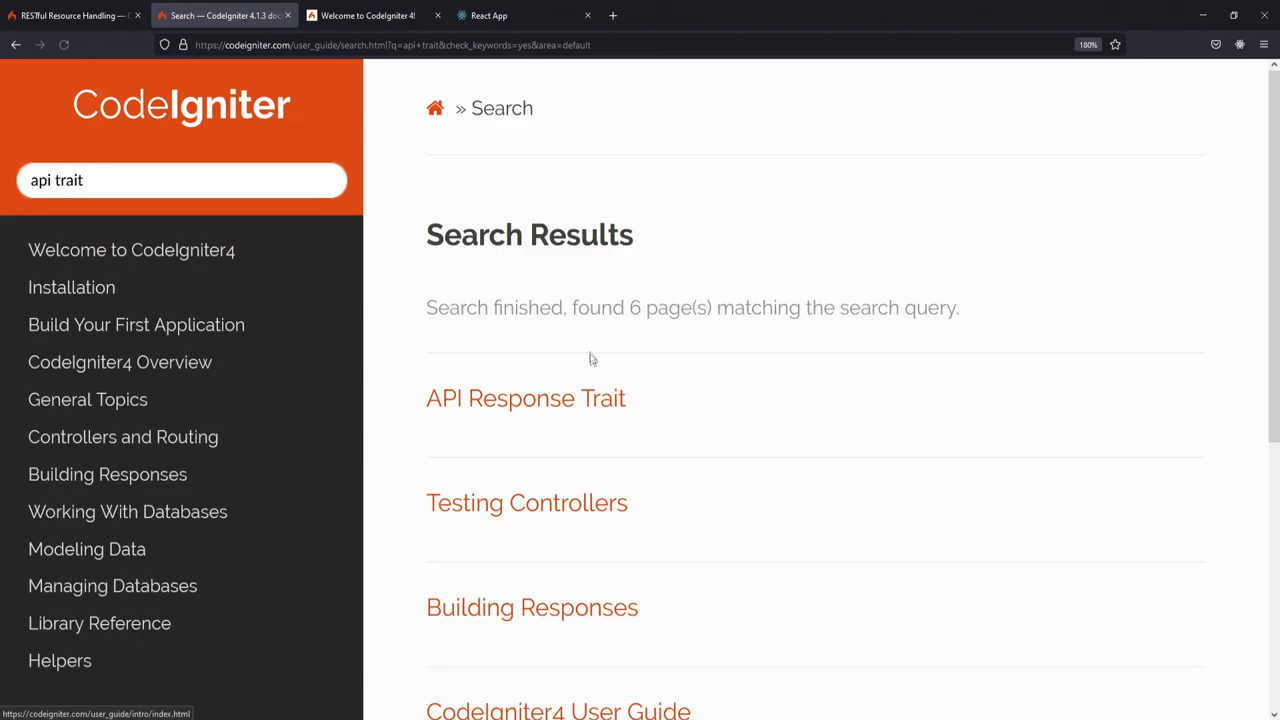 RESTful Resource Handling — C
Search — CodeIgniter 4.1.3 doc
Welcome to CodeIgniter 4!
React App
https://codeigniter.com/user_guide/search.html?q=api+trait&check_keywords=yes&area=default
180%
CodeIgniter
api trait
Welcome to CodeIgniter4
Installation
Build Your First Application
CodeIgniter4 Overview
General Topics
Controllers and Routing
Building Responses
Working With Databases
Modeling Data
Managing Databases
Library Reference
Helpers
» Search
Search Results
Search finished, found 6 page(s) matching the search query.
API Response Trait
Testing Controllers
Building Responses
CodeIgniter4 User Guide
https://codeigniter.com/user_guide/intro/index.html